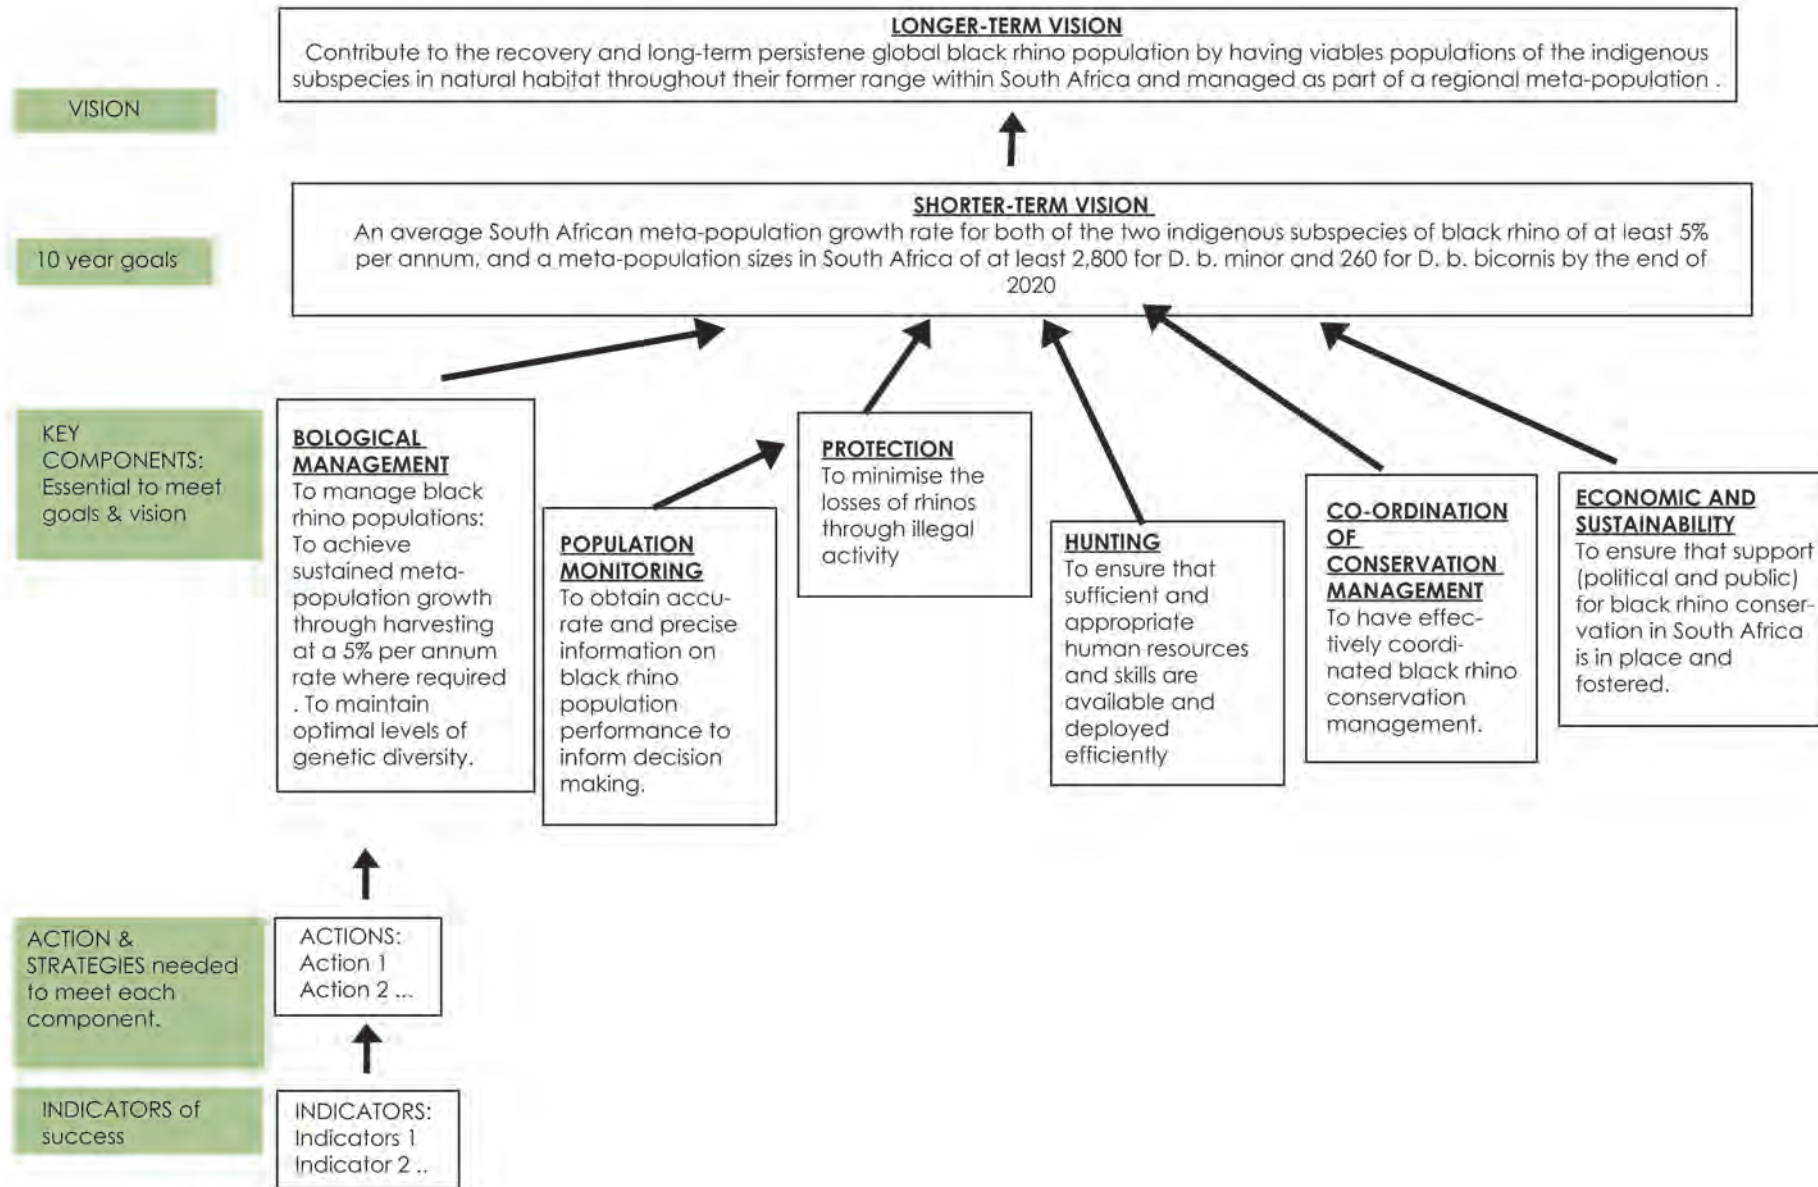 LONGER-TERM VISION
Contribute to the recovery and long-term persistene global black rhino population by having viables populations of the indigenous
subspecies in natural habitat throughout their former range within South Africa and managed as part of a regional meta-population .
VISION
SHORTER-TERM VISION
An average South African meta-population growth rate for both of the two indigenous subspecies of black rhino of at least 5%
per annum, and a meta-population sizes in South Africa of at least 2,800 for D. b. minor and 260 for D. b. bicornis by the end of
2020
10 year goals
KEY
COMPONENTS:
Essential to meet
goals & vision
BOLOGICAL
MANAGEMENT
To manage black
rhino populations:
To achieve
sustained meta-
population growth
through harvesting
at a 5% per annum
rate where required
. To maintain
optimal levels of
genetic diversity.
POPULATION
MONITORING
To obtain accu-
rate and precise
information on
black rhino
population
performance to
inform decision
making.
PROTECTION
To minimise the
losses of rhinos
through illegal
activity
HUNTING
To ensure that
sufficient and
appropriate
human resources
and skills are
available and
deployed
efficiently
CO-ORDINATION
OF
CONSERVATION
MANAGEMENT
To have effec-
tively coordi-
nated black rhino
conservation
management.
ECONOMIC AND
SUSTAINABILITY
To ensure that support
(political and public)
for black rhino conser-
vation in South Africa
is in place and
fostered.
ACTION &
STRATEGIES needed
to meet each
component.
ACTIONS:
Action 1
Action 2 ...
INDICATORS of
success
INDICATORS:
Indicators 1
Indicator 2 ..